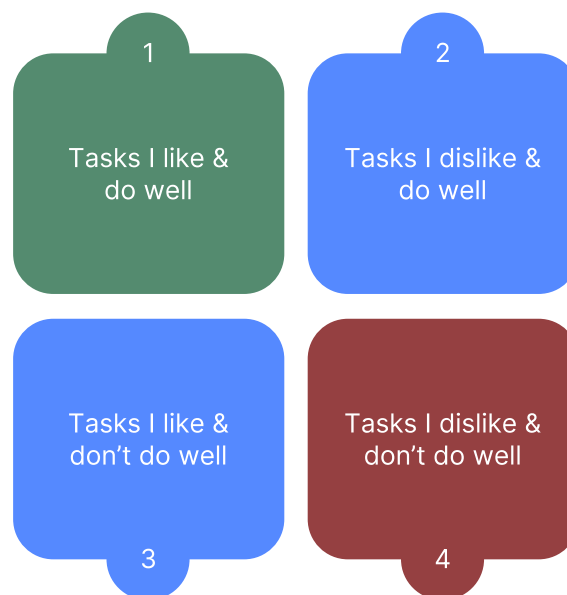 1
Tasks I like &
do well
2
Tasks I dislike &
do well
Tasks I like &
don’t do well
3
Tasks I dislike &
don’t do well
4